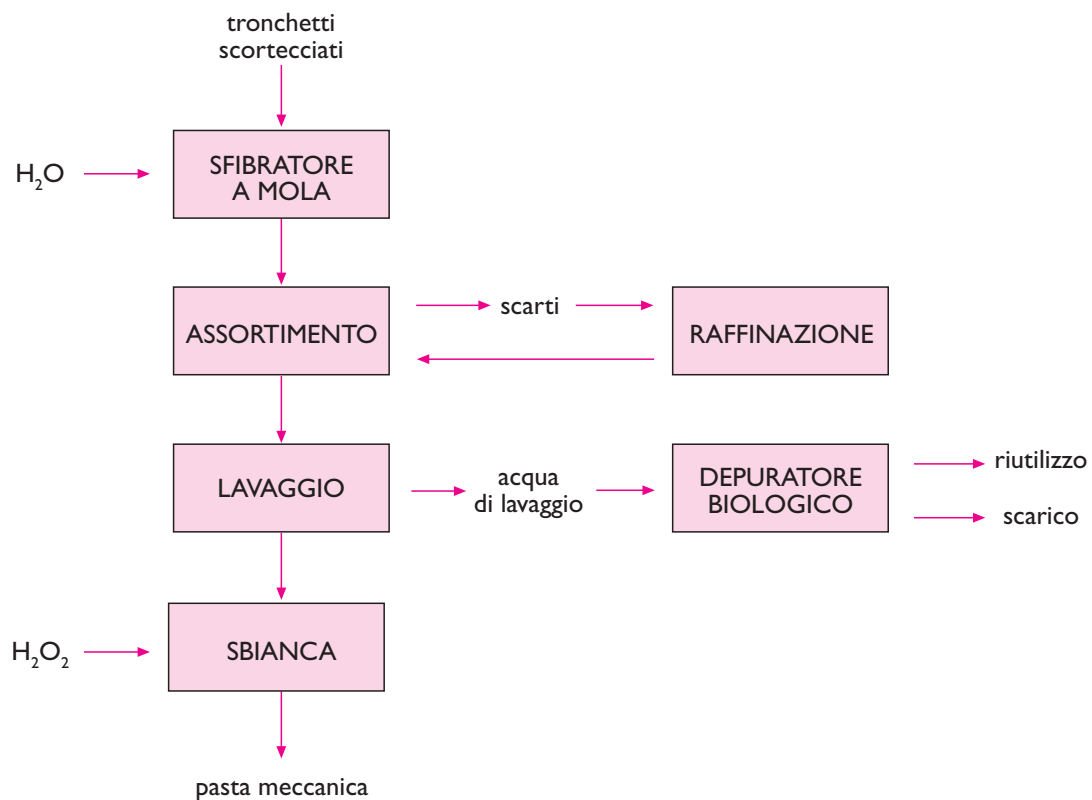 tronchetti
scortecciati
H₂O
SFIBRATORE
A MOLA
ASSORTIMENTO
scarti
RAFFINAZIONE
LAVAGGIO
acqua
di lavaggio
DEPURATORE
BIOLOGICO
riutilizzo
scarico
H₂O₂
SBIANCA
pasta meccanica